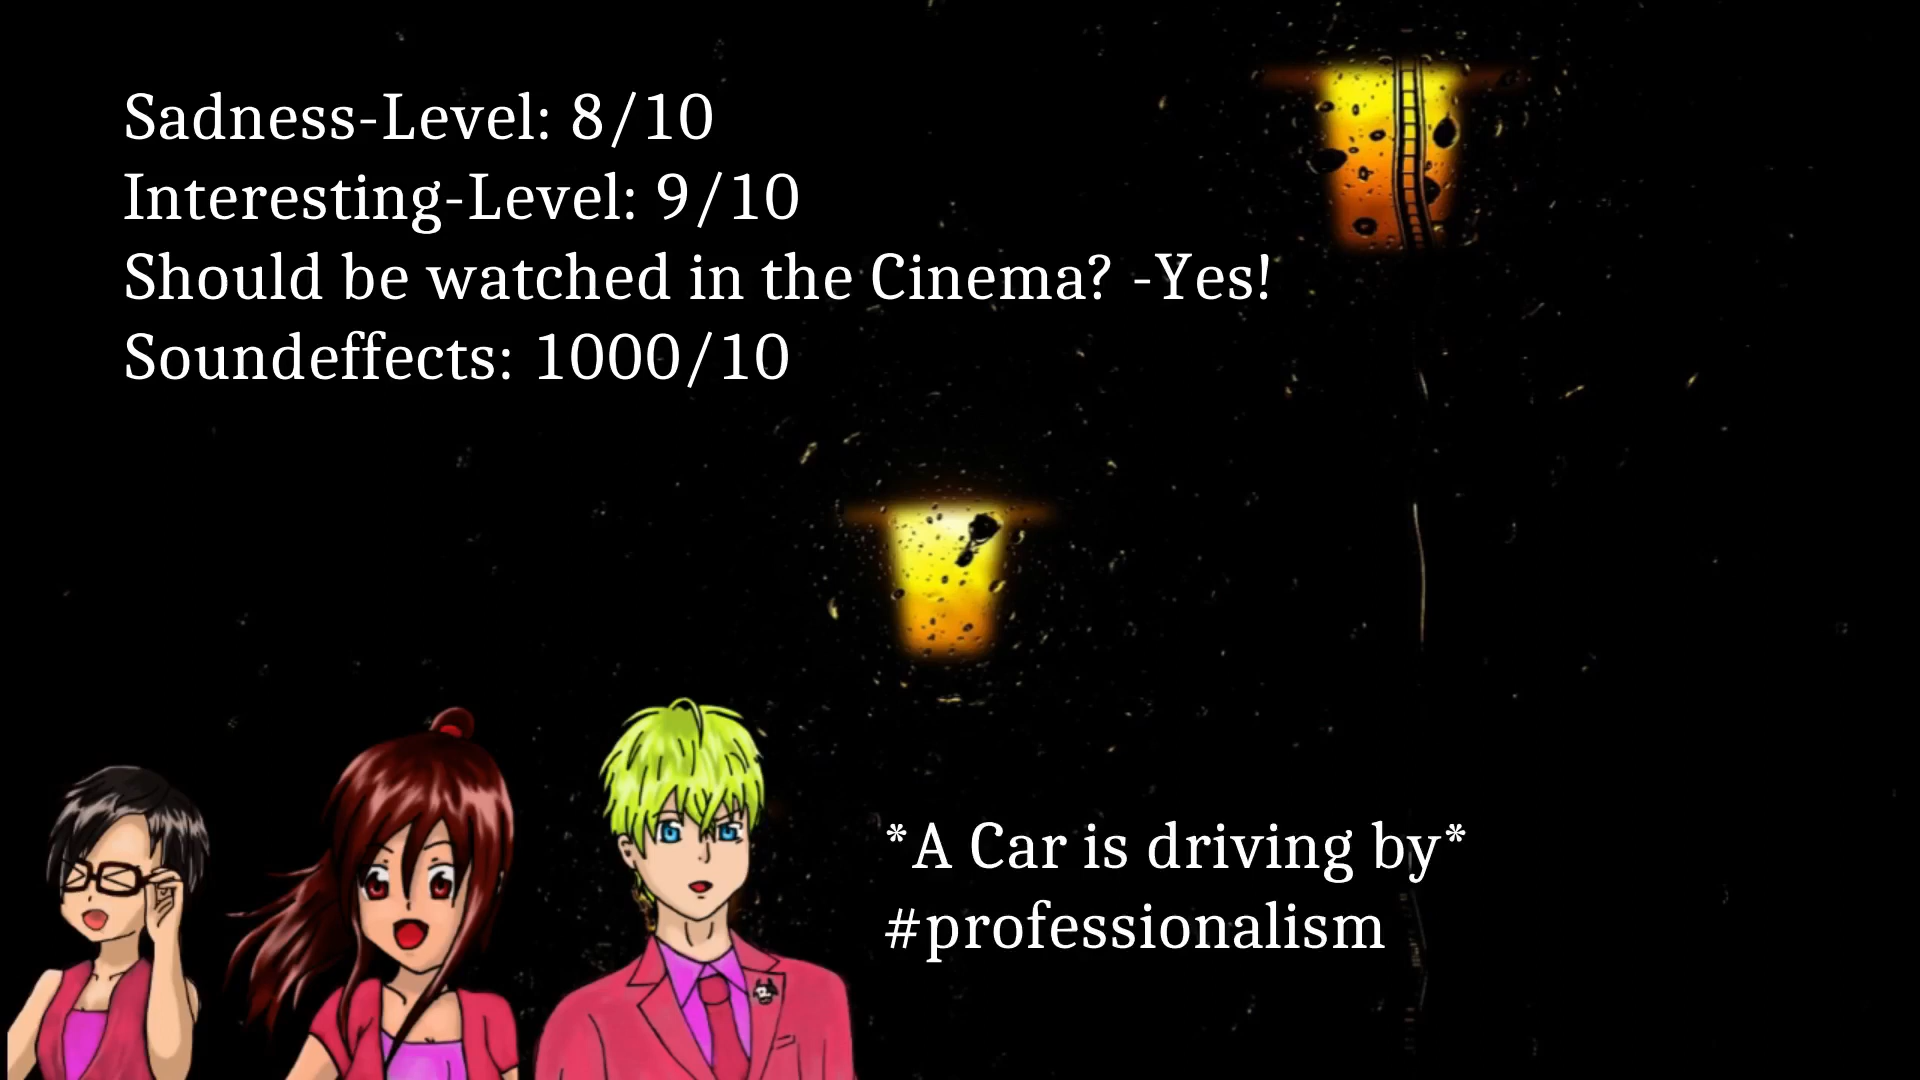 Sadness-Level: 8/10
Interesting-Level: 9/10
Should be watched in the Cinema? -Yes!
Soundeffects: 1000/10
*A Car is driving by*
#professionalism